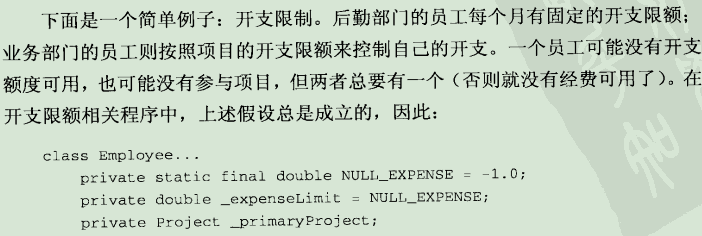 下面是一个简单例子：开支限制。后勤部门的员工每个月有固定的开支限额；
业务部门的员工则按照项目的开支限额来控制自己的开支。一个员工可能没有开支
额度可用，也可能没有参与项目，但两者总要有一个（否则就没有经费可用了）。在
开支限额相关程序中，上述假设总是成立的，因此：
class Employee...
private static final double NULL_EXPENSE = -1.0;
private double _expenseLimit = NULL_EXPENSE;
private Project _primaryProject;